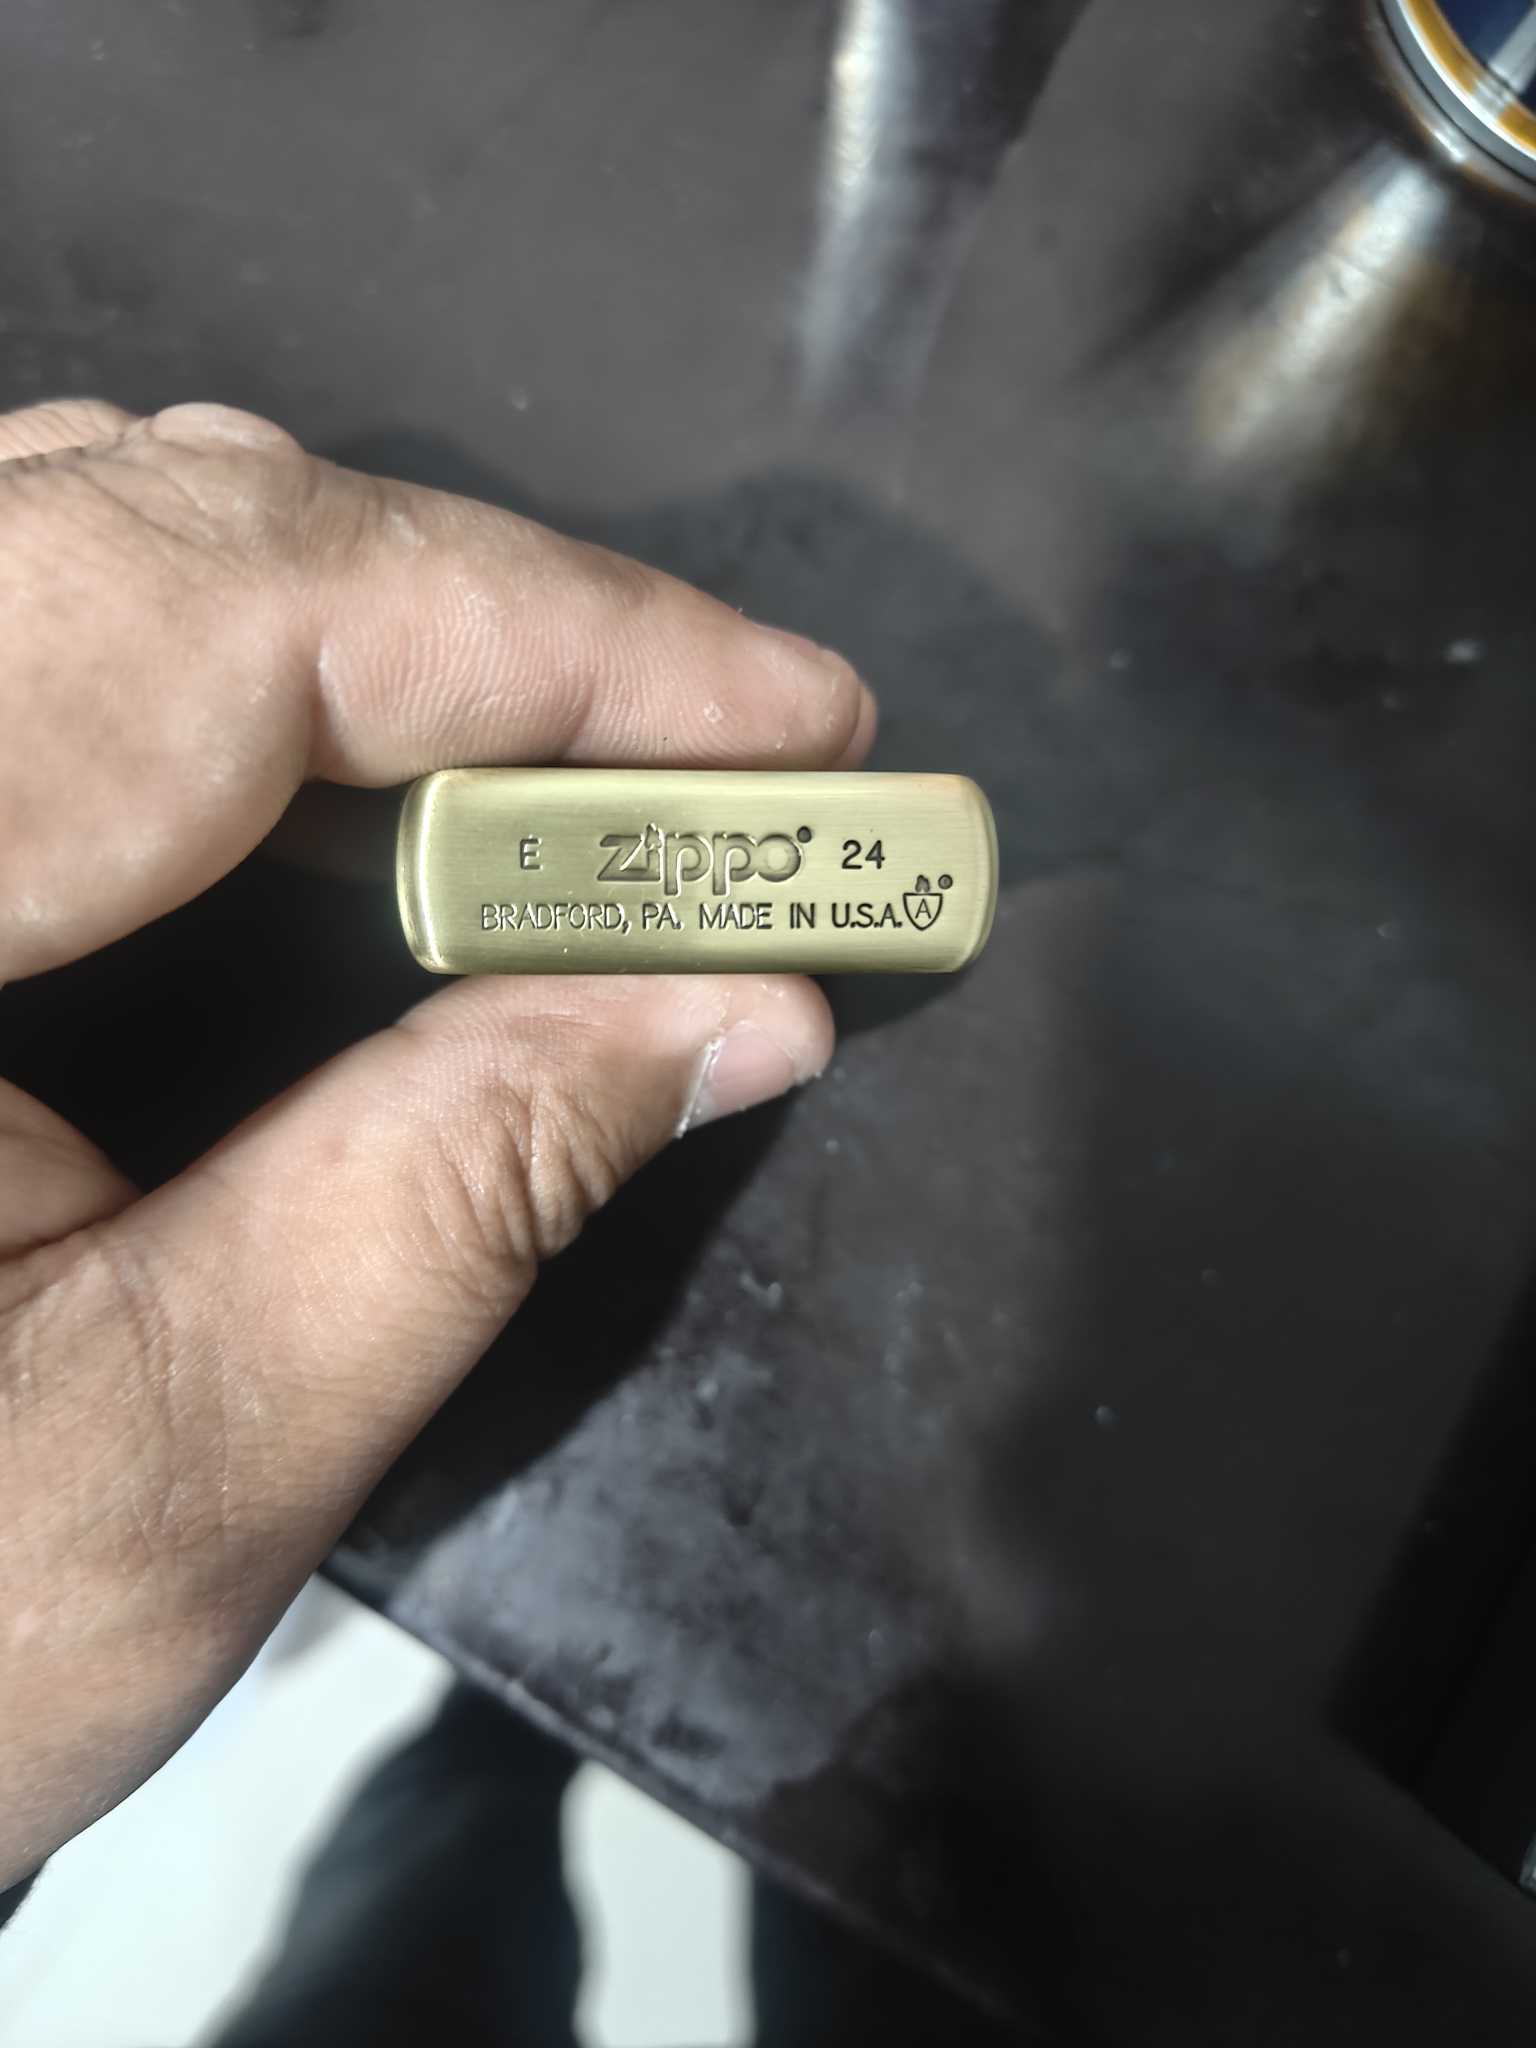 E zippo® 24
BRADFORD, PA. MADE IN U.S.A. A